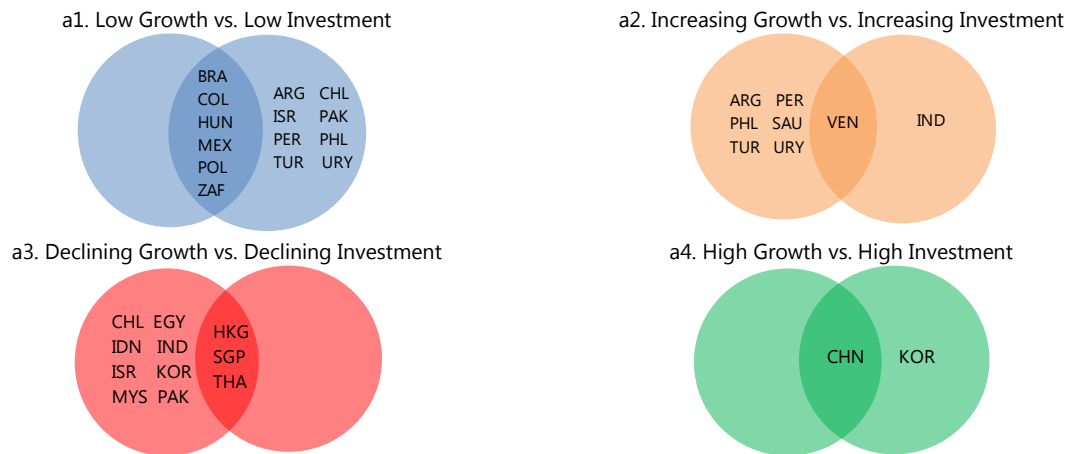 a1. Low Growth vs. Low Investment
BRA
COL
HUN
MEX
POL
ZAF
ARG CHL
ISR PAK
PER PHL
TUR URY
a2. Increasing Growth vs. Increasing Investment
ARG PER
PHL SAU
TUR URY
VEN
IND
a3. Declining Growth vs. Declining Investment
CHL EGY
IDN IND
ISR KOR
MYS PAK
HKG
SGP
THA
a4. High Growth vs. High Investment
CHN
KOR